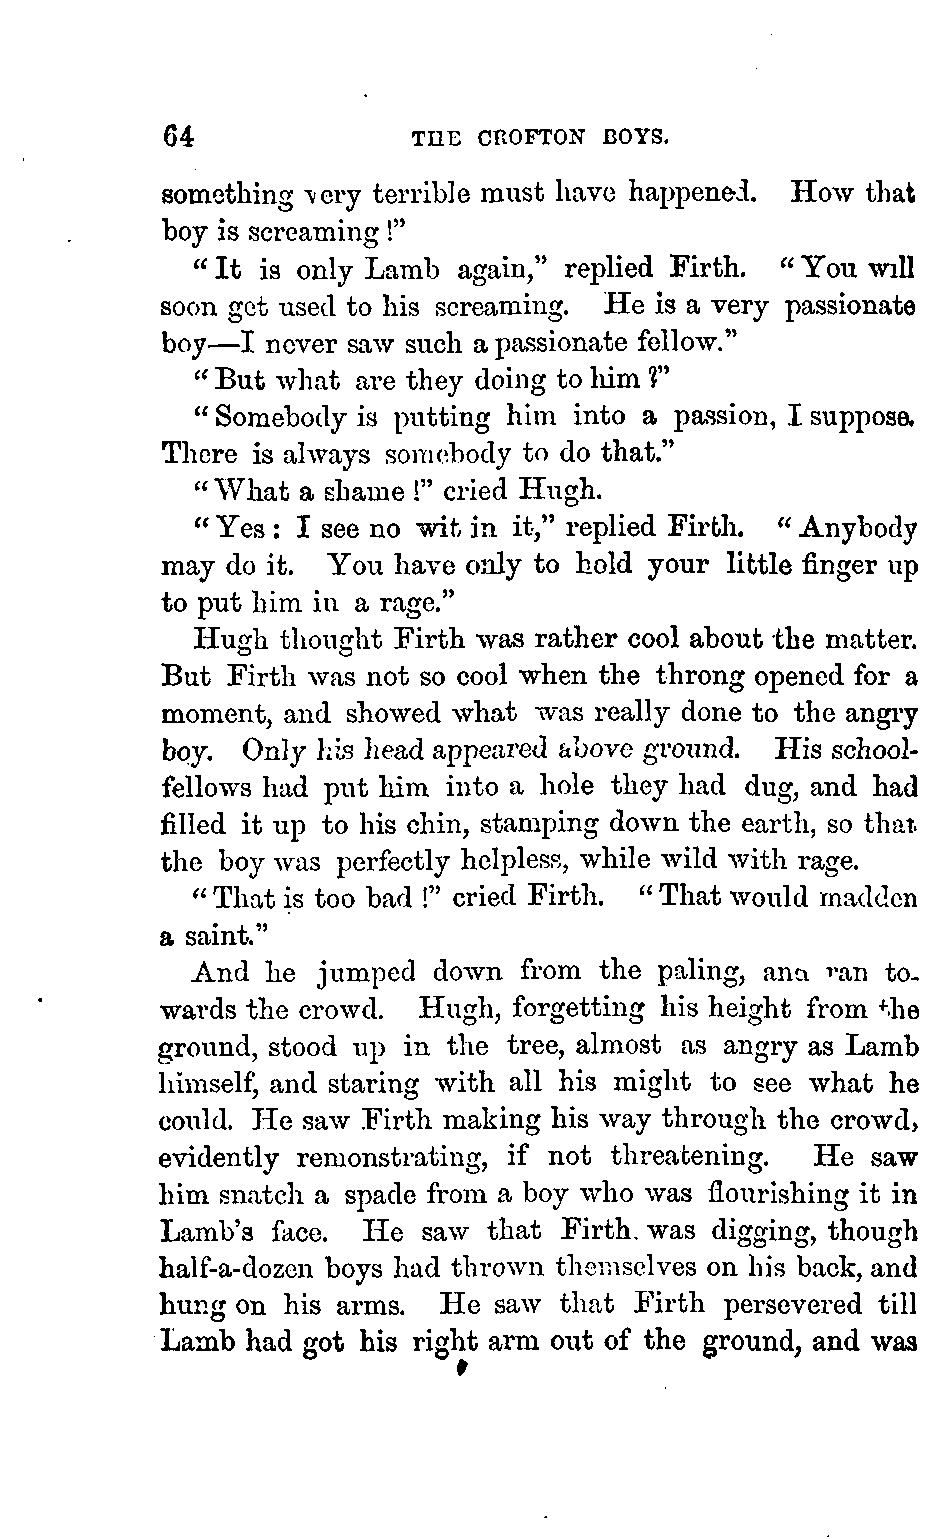 64 THE CROFTON BOYS.
something very terrible must have happened. How that
boy is screaming!"
"It is only Lamb again," replied Firth. "You will
soon get used to his screaming. He is a very passionate
boy—I never saw such a passionate fellow."
"But what are they doing to him?"
"Somebody is putting him into a passion, I suppose.
There is always somebody to do that."
"What a shame!" cried Hugh.
"Yes: I see no wit in it," replied Firth. "Anybody
may do it. You have only to hold your little finger up
to put him in a rage."
Hugh thought Firth was rather cool about the matter.
But Firth was not so cool when the throng opened for a
moment, and showed what was really done to the angry
boy. Only his head appeared above ground. His school-
fellows had put him into a hole they had dug, and had
filled it up to his chin, stamping down the earth, so that
the boy was perfectly helpless, while wild with rage.
"That is too bad!" cried Firth. "That would madden
a saint."
And he jumped down from the paling, and ran to-
wards the crowd. Hugh, forgetting his height from the
ground, stood up in the tree, almost as angry as Lamb
himself, and staring with all his might to see what he
could. He saw Firth making his way through the crowd,
evidently remonstrating, if not threatening. He saw
him snatch a spade from a boy who was flourishing it in
Lamb's face. He saw that Firth was digging, though
half-a-dozen boys had thrown themselves on his back, and
hung on his arms. He saw that Firth persevered till
Lamb had got his right arm out of the ground, and was